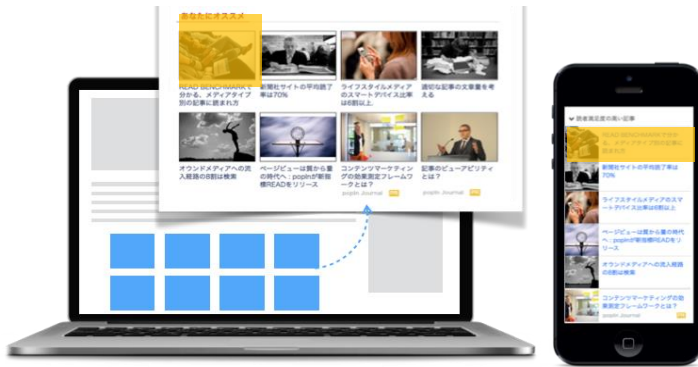 あなたにオススメ
READ BENCHMARKで
分かる、メディアタイプ
別の記事に読まれ方
新聞社サイトの平均読了
率は70%
ライフスタイルメディア
のスマートデバイス比率
は6割以上
適切な記事の文章量を考
える
オウンドメディアへの流
入経路の8割は検索
ページビューは質から量
の時代へ:popInが新指
標READをリリース
コンテンツマーケティン
グの効果測定フレームワ
ークとは?
popIn Journal PR
記事のビューアビリティ
とは?
popIn Journal PR
読者満足度の高い記事
READ BENCHMARKで分か
る、メディアタイプ別の記事に
読まれ方
新聞社サイトの平均読了率は
70%
ライフスタイルメディアのスマ
ートデバイス比率は6割以上
ページビューは質から量の時代
へ:popInが新指標READをリ
リース
オウンドメディアへの流入経路
の8割は検索
コンテンツマーケティングの効
果測定フレームワークとは?
popIn Journal PR